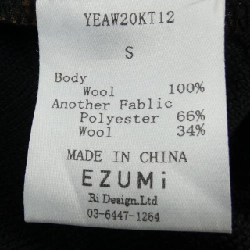 YEAW20KT12
S
Body
Wool 100%
Another Fablic
Polyester 66%
Wool 34%
MADE IN CHINA
EZUMi
Ri Design.Ltd
03-6447-1264